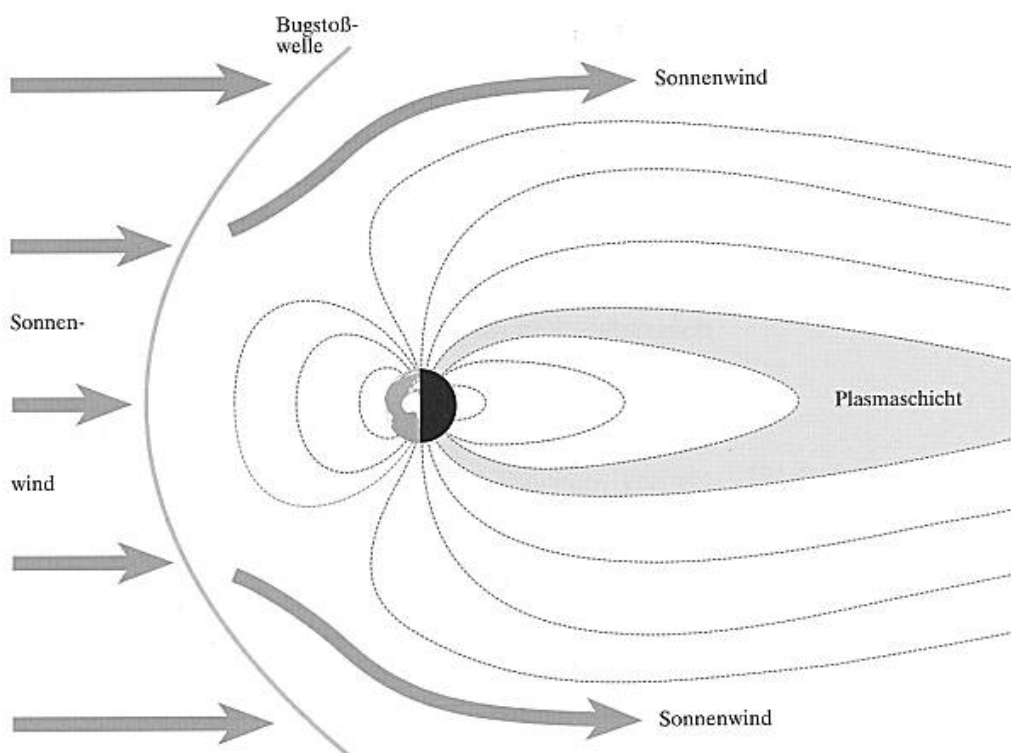 Bugstoß-
welle
Sonnenwind
Sonnen-
wind
Plasmaschicht
Sonnenwind